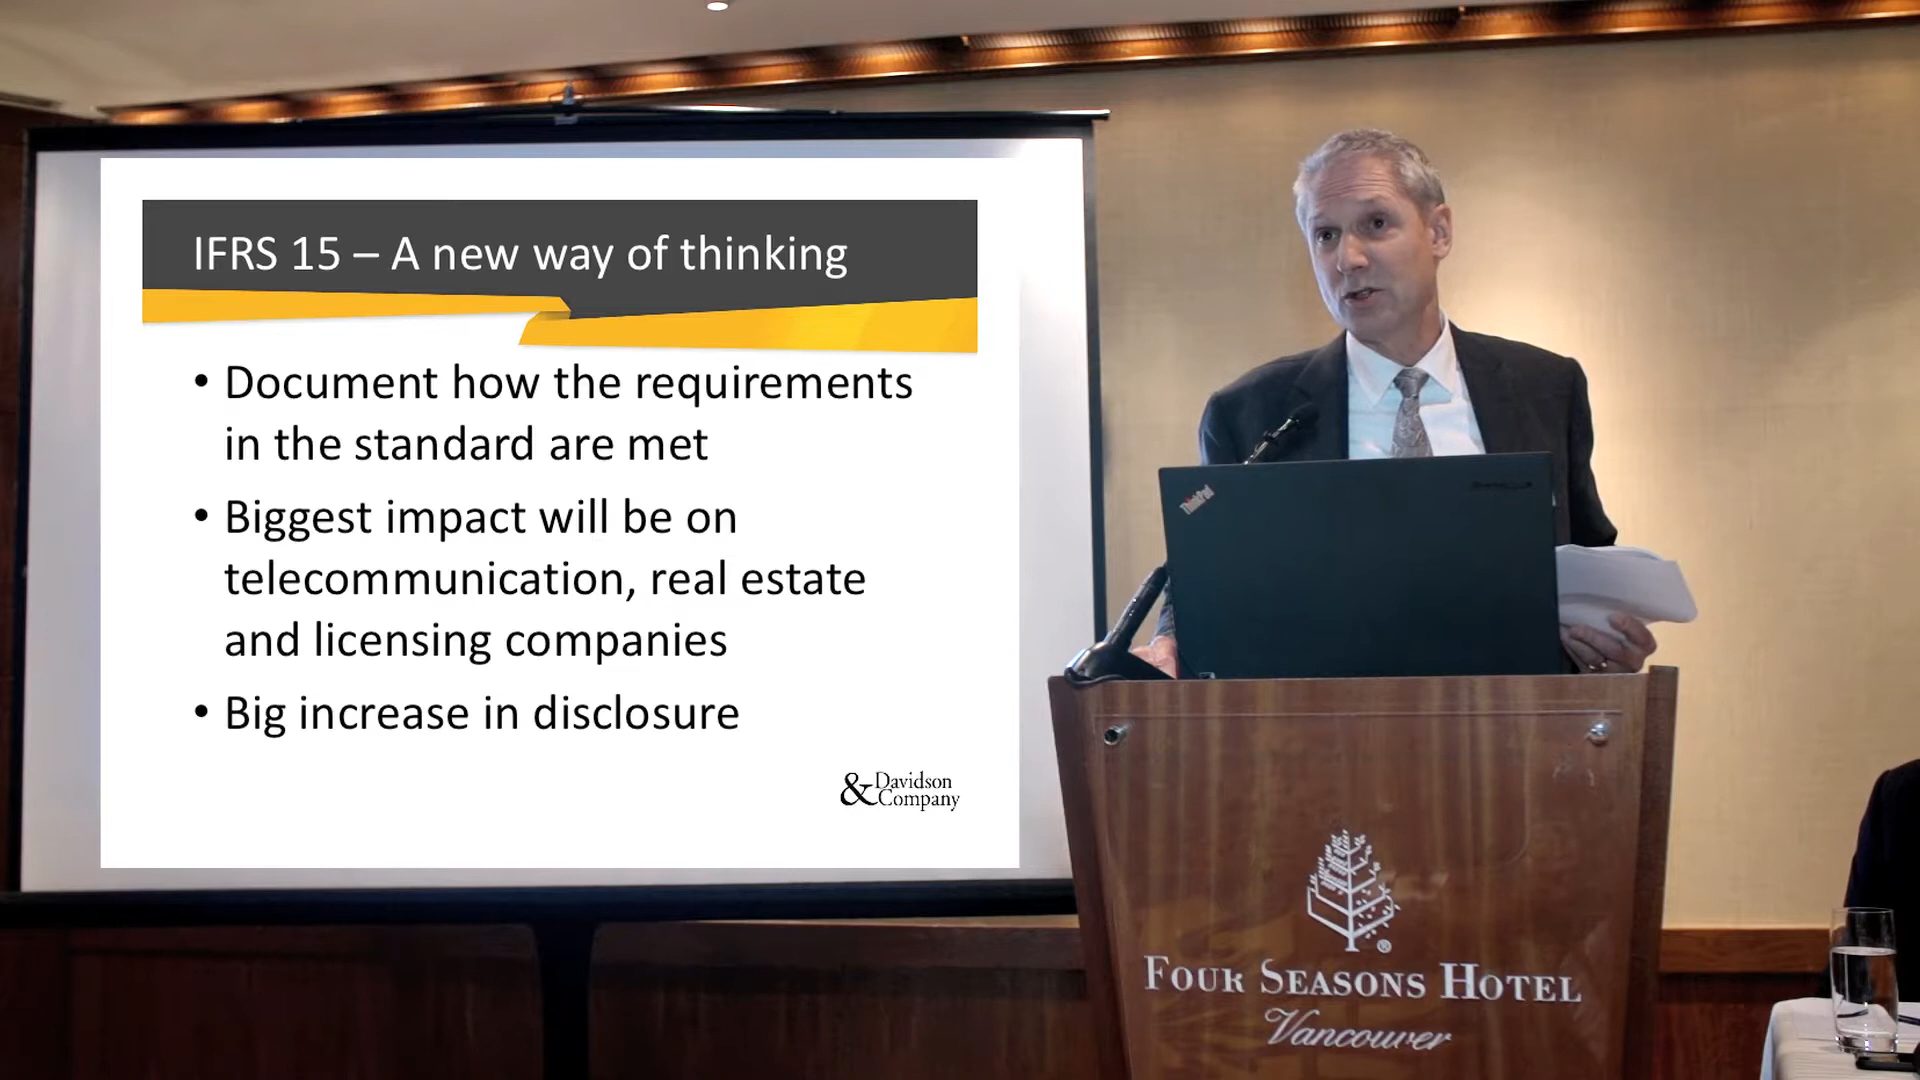 IFRS 15 – A new way of thinking
• Document how the requirements
in the standard are met
• Biggest impact will be on
telecommunication, real estate
and licensing companies
• Big increase in disclosure
& Davidson
Company
ThinkPad
®
FOUR SEASONS HOTEL
Vancouver